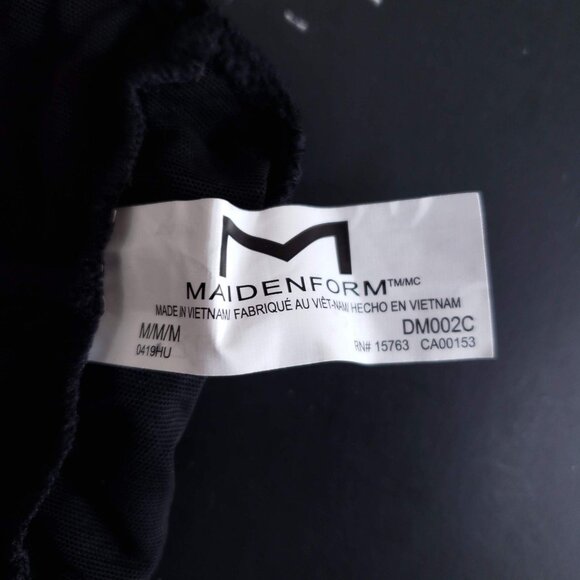 M
MAIDENFORM™/MC
MADE IN VIETNAM/ FABRIQUÉ AU VIÊT-NAM/ HECHO EN VIETNAM
M/M/M DM002C
0419HU RN# 15763 CA00153